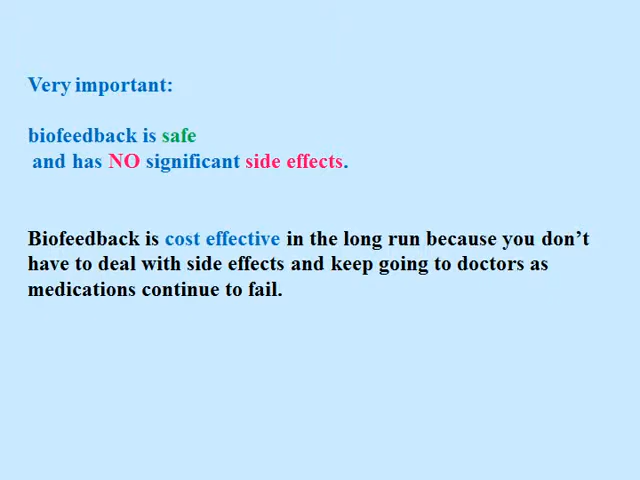 Very important:
biofeedback is safe
and has NO significant side effects.
Biofeedback is cost effective in the long run because you don’t
have to deal with side effects and keep going to doctors as
medications continue to fail.